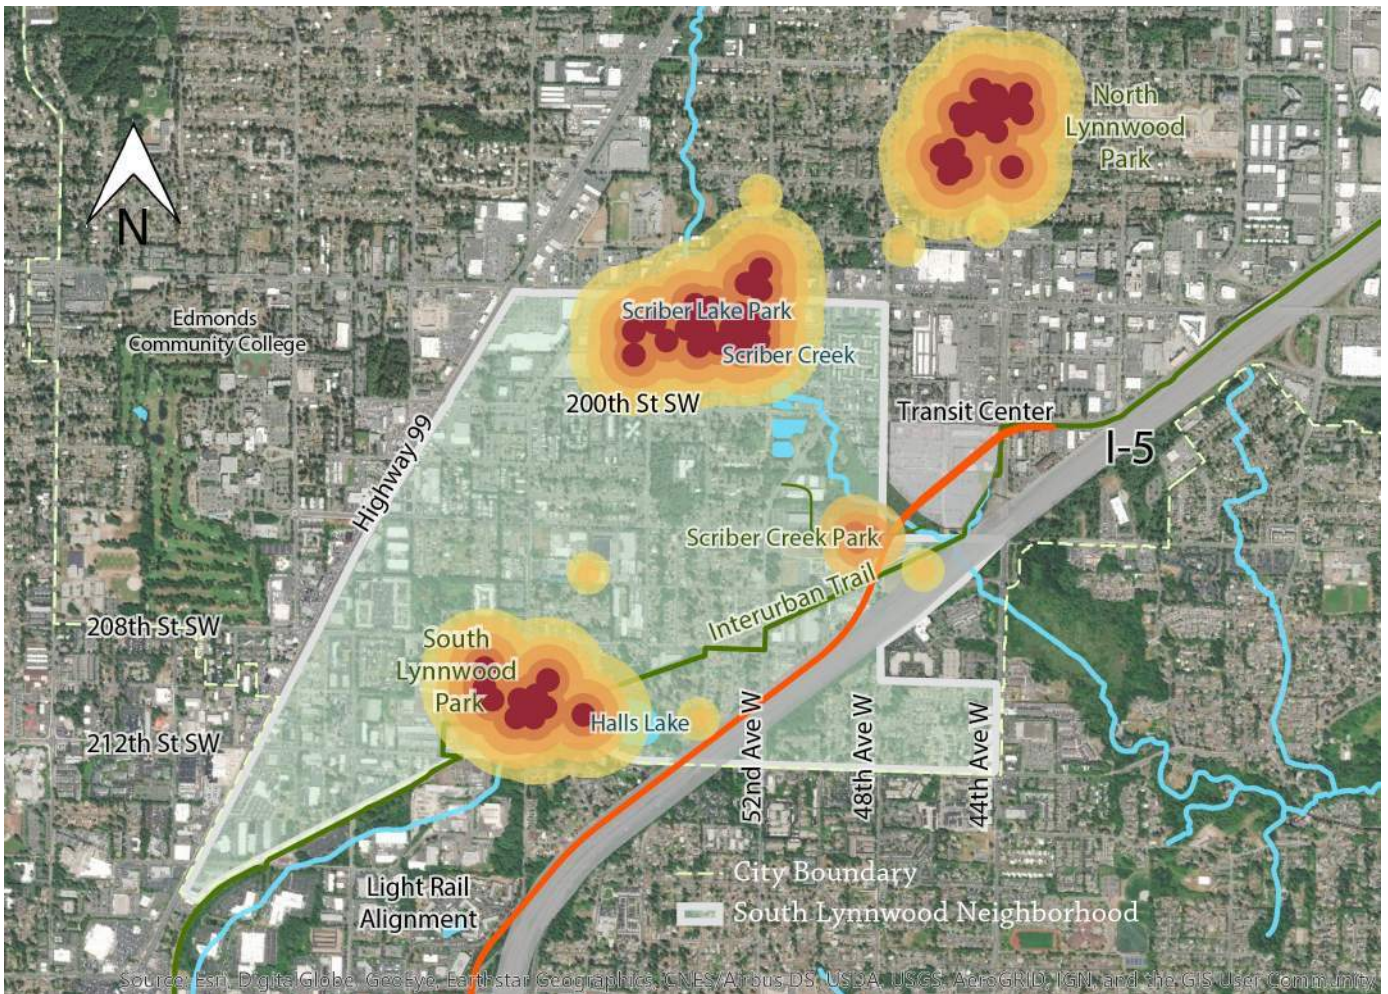 North
Lynnwood
Park
N
Scriber Lake Park
Edmonds
Community College
Scriber Creek
200th St SW
Transit Center
I-5
Highway 99
Scriber Creek Park
Interurban Trail
208th St SW
South
Lynnwood
Park
Halls Lake
212th St SW
52nd Ave W
48th Ave W
44th Ave W
Light Rail
Alignment
City Boundary
South Lynnwood Neighborhood
Source: Esri, DigitalGlobe, GeoEye, Earthstar Geographics, CNES/Airbus DS, USDA, USGS, AeroGRID, IGN, and the GIS User Community